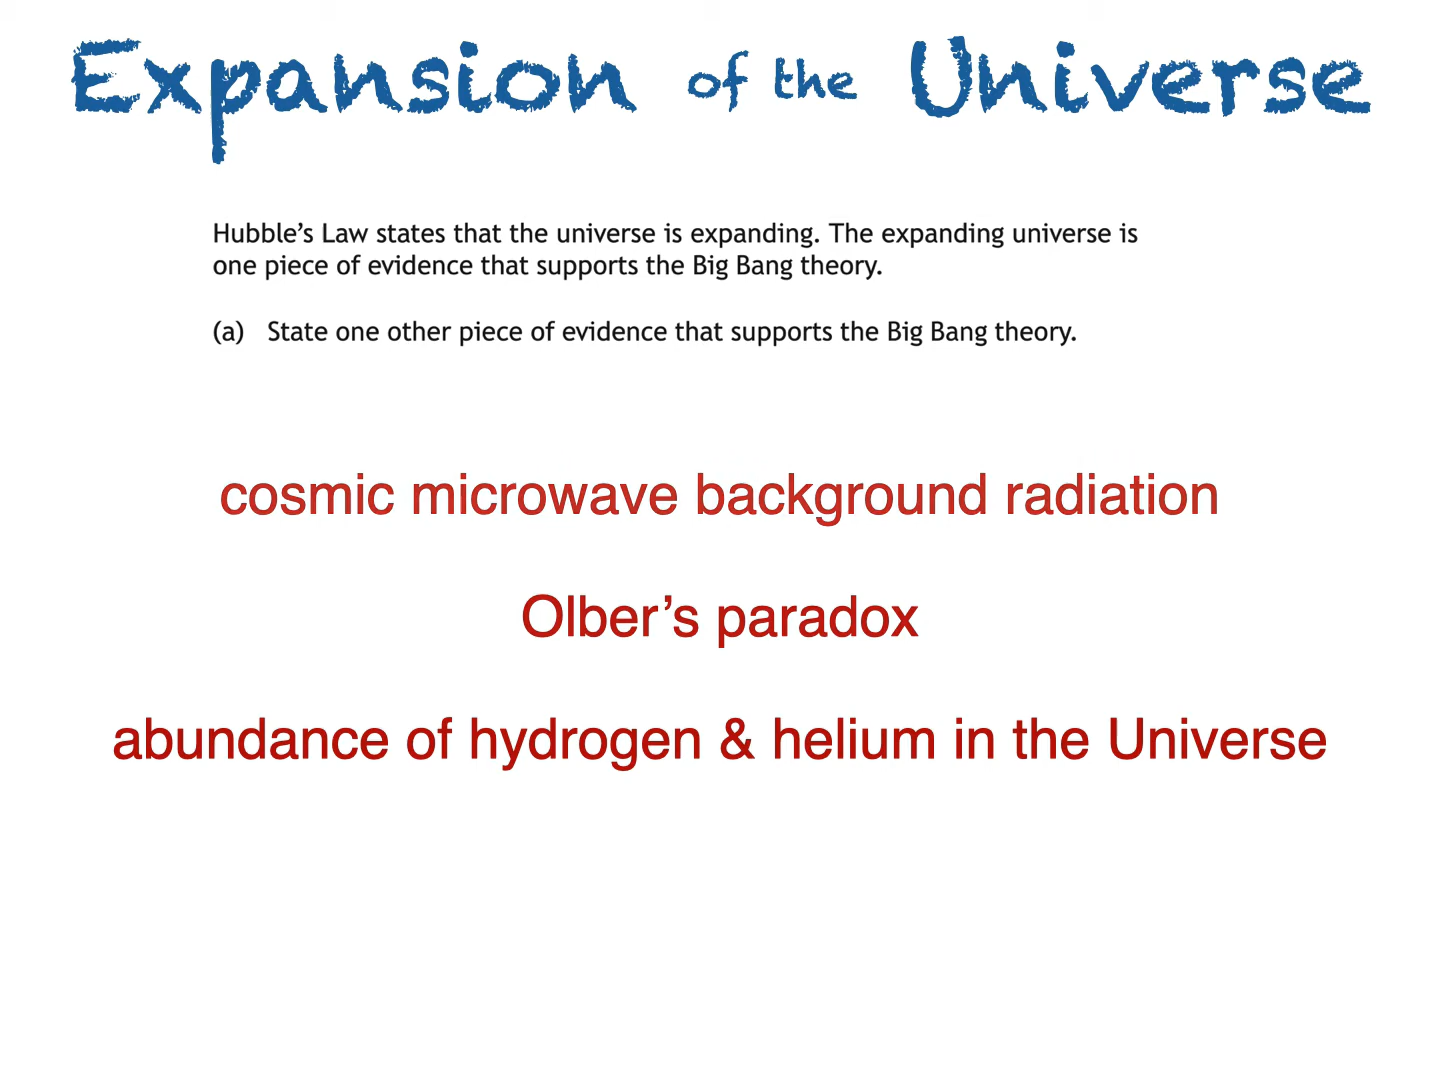 Expansion of the Universe
Hubble’s Law states that the universe is expanding. The expanding universe is
one piece of evidence that supports the Big Bang theory.
(a) State one other piece of evidence that supports the Big Bang theory.
cosmic microwave background radiation
Olber’s paradox
abundance of hydrogen & helium in the Universe